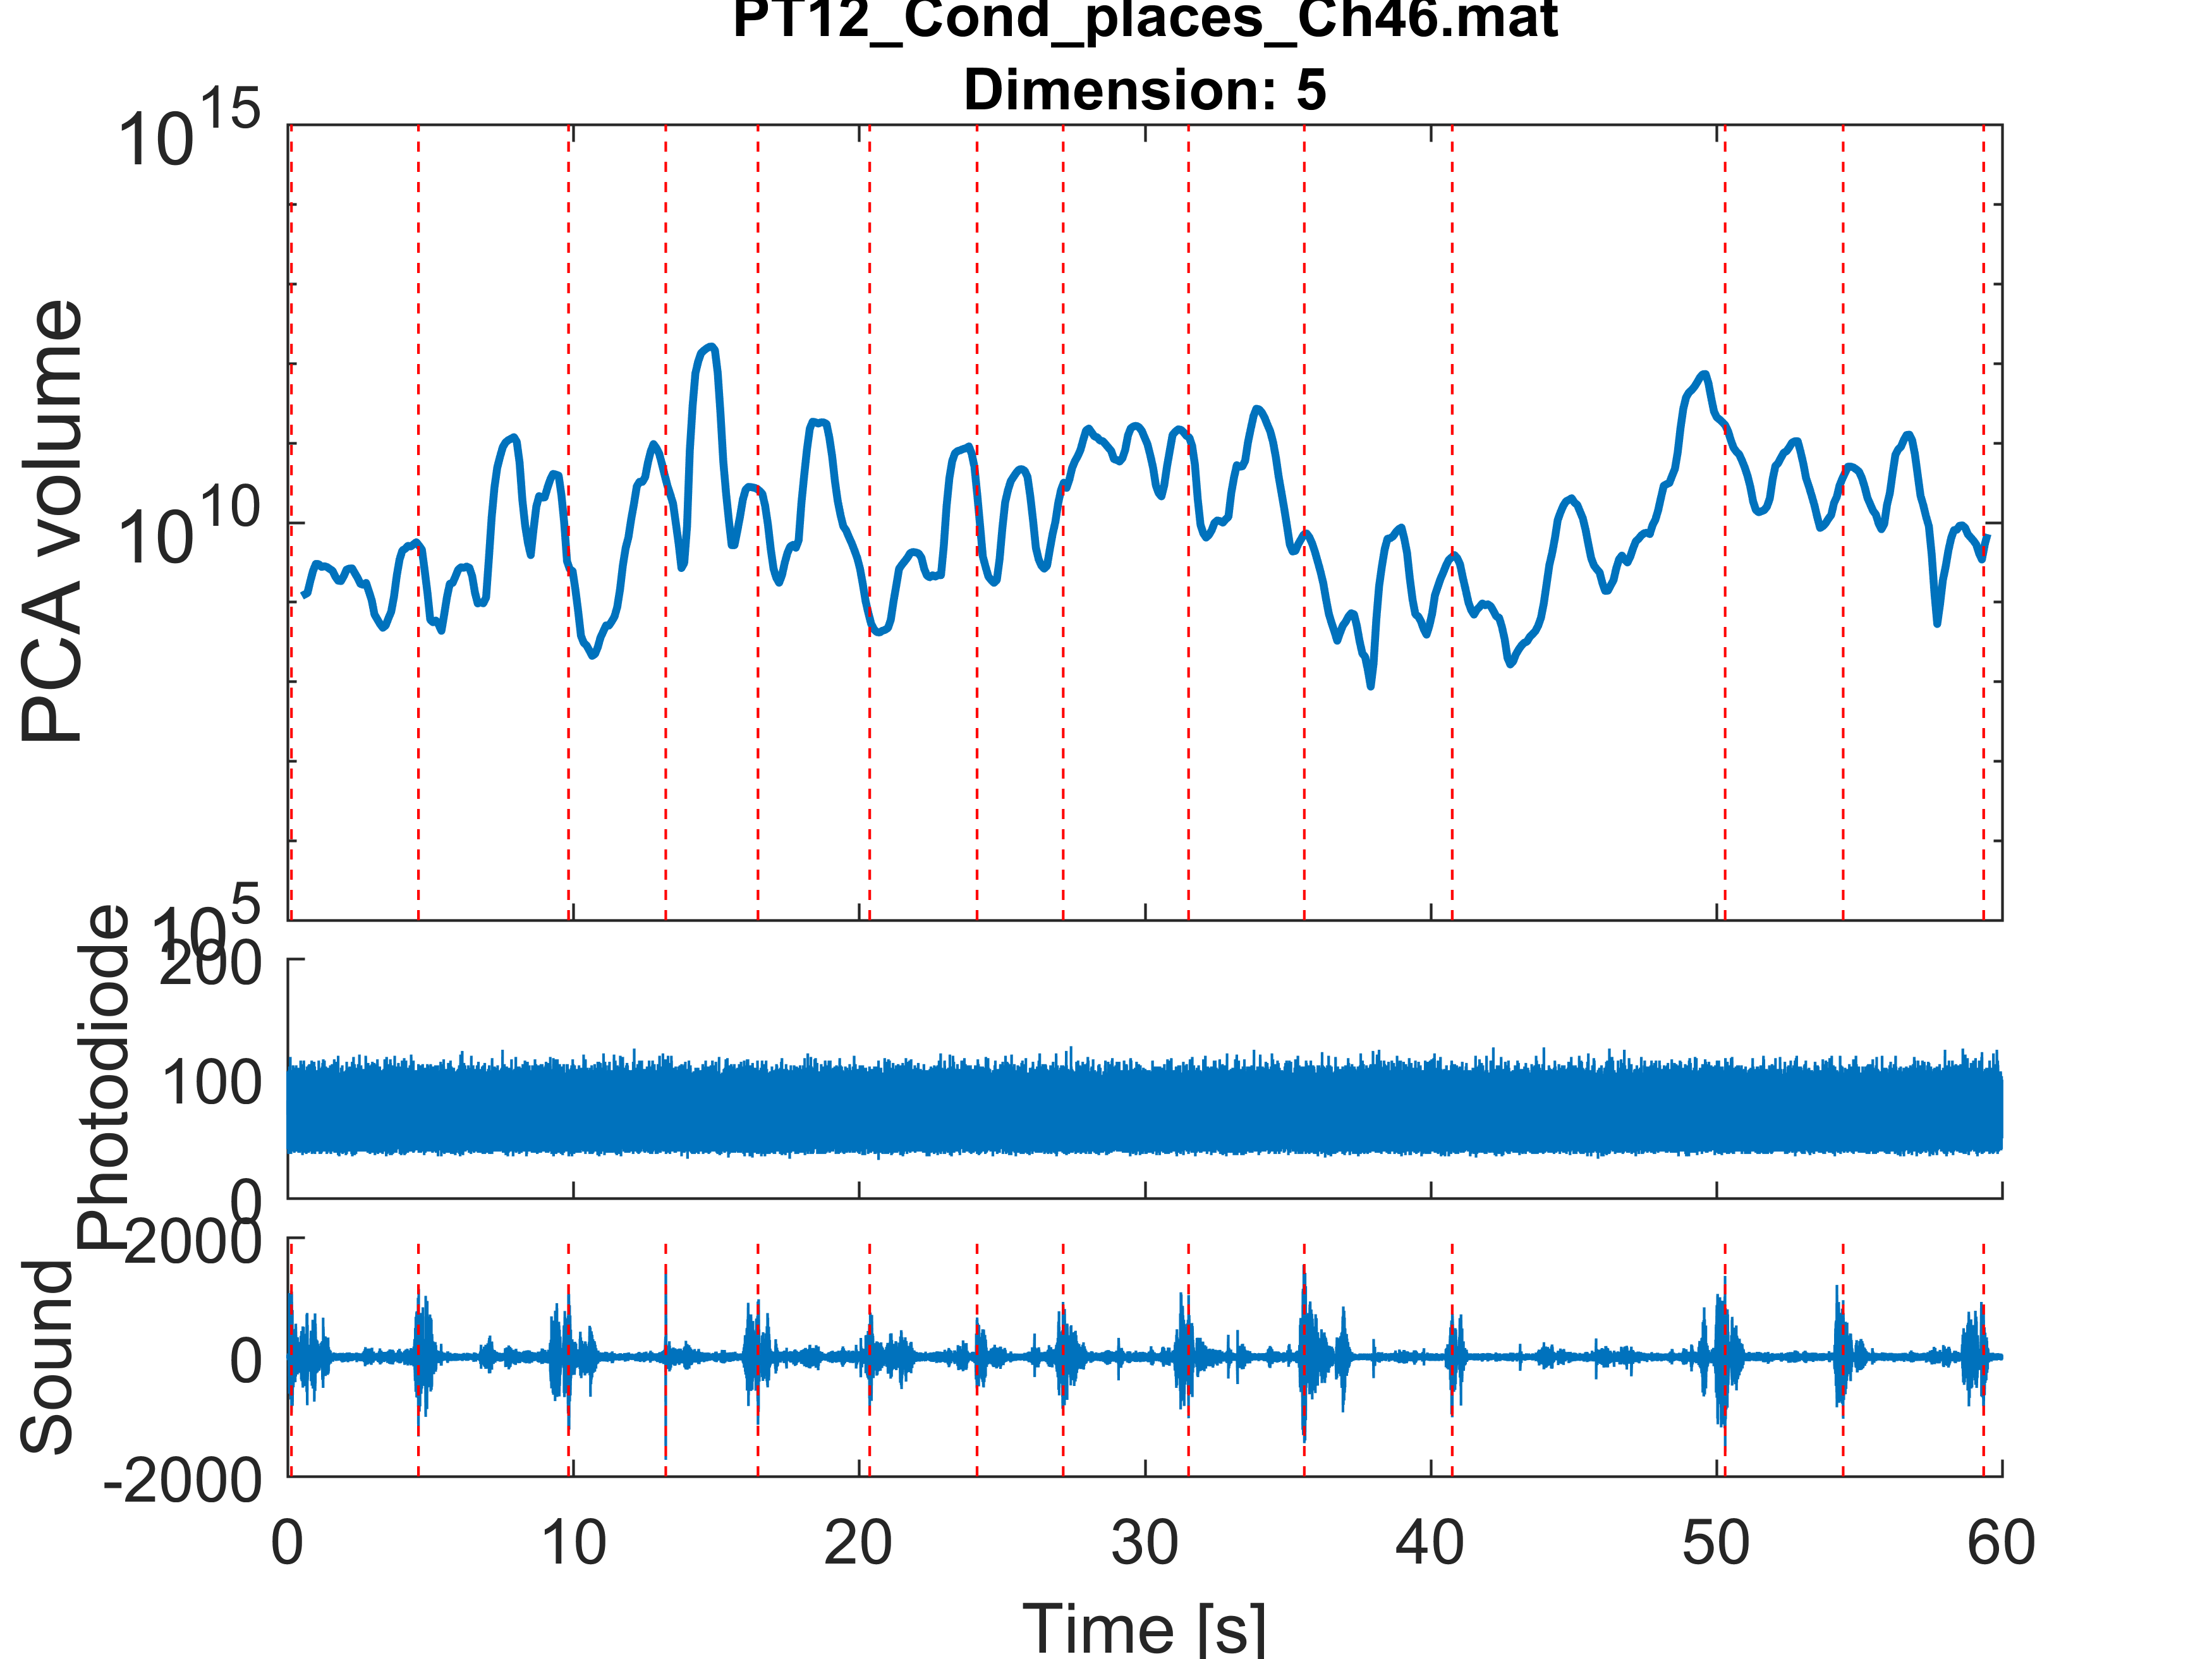 PT12_Cond_places_Ch46.mat
Dimension: 5
PCA volume
10^15
10^10
10^5
Photodiode
200
100
0
Sound
2000
0
-2000
0 10 20 30 40 50 60
Time [s]